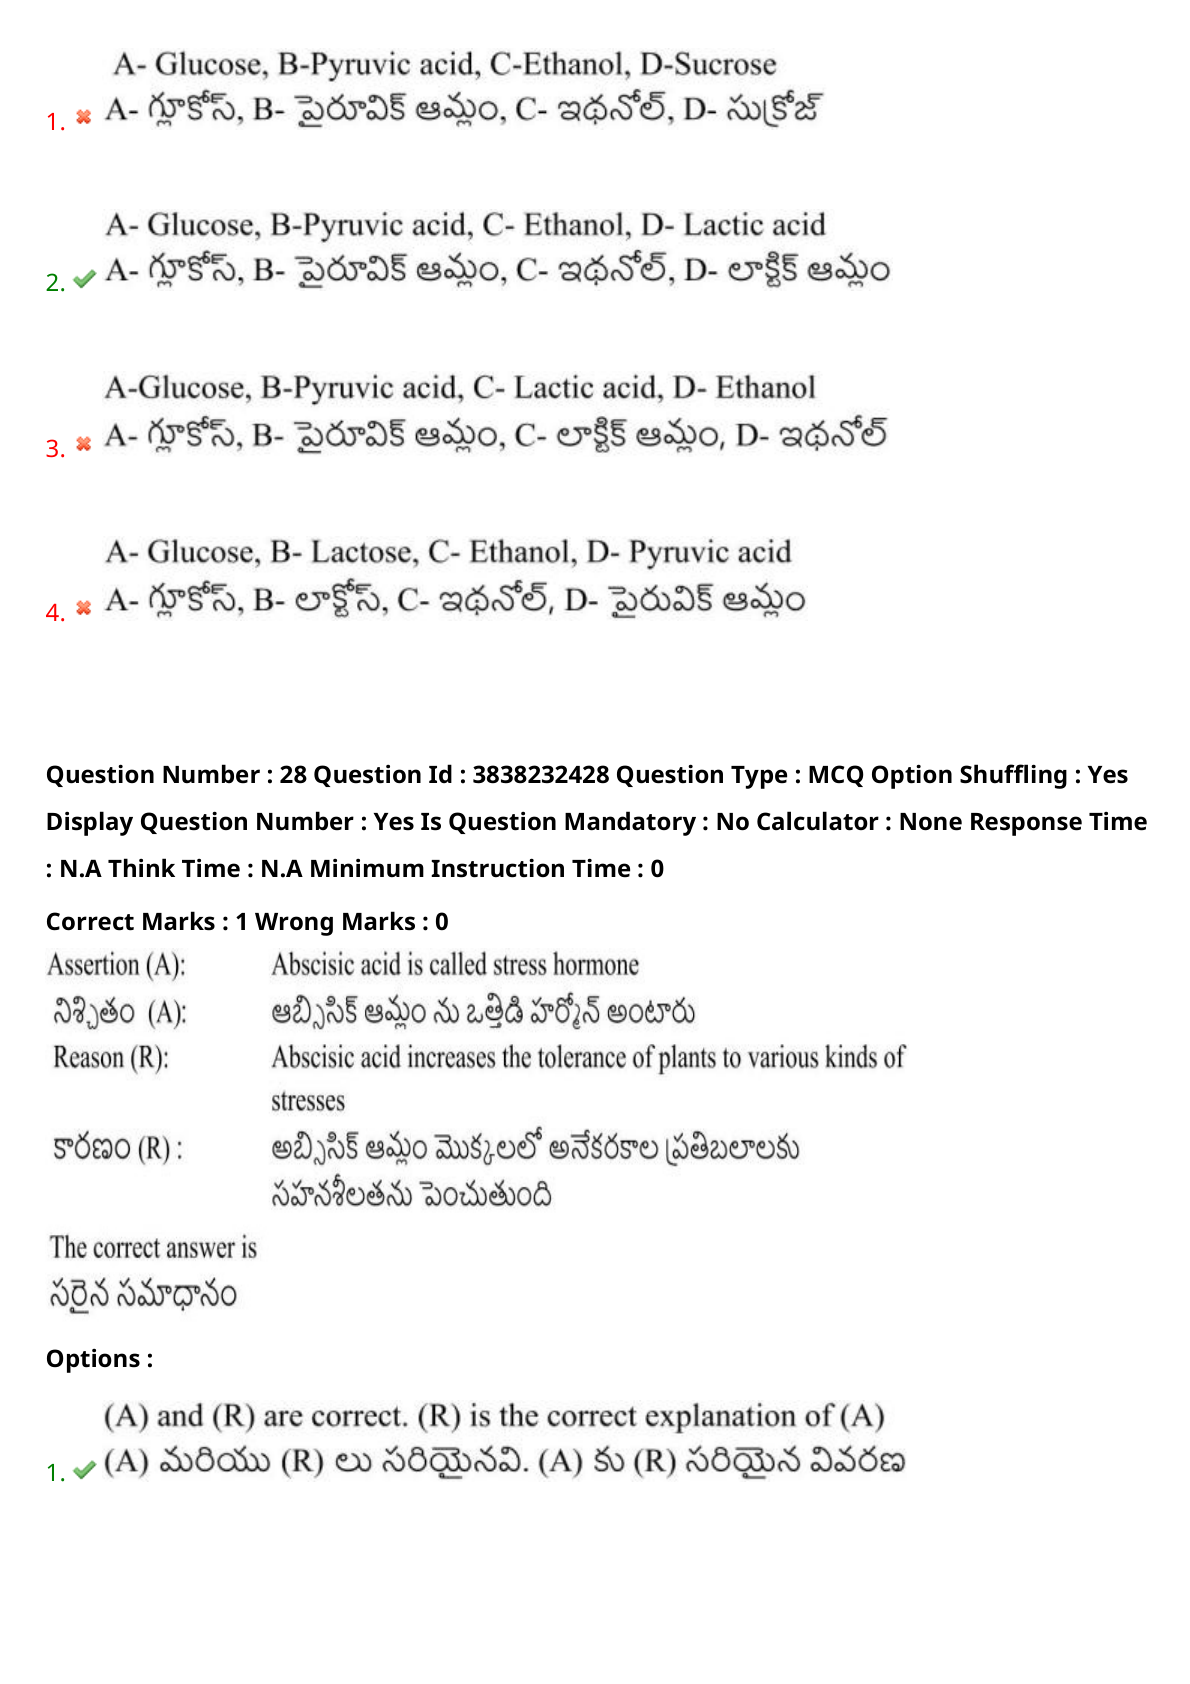 A- Glucose, B-Pyruvic acid, C-Ethanol, D-Sucrose
1. A- గ్లూకోస్, B- పైరూవిక్ ఆమ్లం, C- ఇథనోల్, D- సుక్రోజ్
A- Glucose, B-Pyruvic acid, C- Ethanol, D- Lactic acid
2. A- గ్లూకోస్, B- పైరూవిక్ ఆమ్లం, C- ఇథనోల్, D- లాక్టిక్ ఆమ్లం
A-Glucose, B-Pyruvic acid, C- Lactic acid, D- Ethanol
3. A- గ్లూకోస్, B- పైరూవిక్ ఆమ్లం, C- లాక్టిక్ ఆమ్లం, D- ఇథనోల్
A- Glucose, B- Lactose, C- Ethanol, D- Pyruvic acid
4. A- గ్లూకోస్, B- లాక్టోస్, C- ఇథనోల్, D- పైరువిక్ ఆమ్లం
Question Number : 28 Question Id : 3838232428 Question Type : MCQ Option Shuffling : Yes
Display Question Number : Yes Is Question Mandatory : No Calculator : None Response Time
: N.A Think Time : N.A Minimum Instruction Time : 0
Correct Marks : 1 Wrong Marks : 0
Assertion (A): Abscisic acid is called stress hormone
నిశ్చితం (A): ఆబ్సిసిక్ ఆమ్లం ను ఒత్తిడి హర్మోన్ అంటారు
Reason (R): Abscisic acid increases the tolerance of plants to various kinds of
stresses
కారణం (R) : అబ్సిసిక్ ఆమ్లం మొక్కలలో అనేకరకాల ప్రతిబలాలకు
సహనశీలతను పెంచుతుంది
The correct answer is
సరైన సమాధానం
Options :
(A) and (R) are correct. (R) is the correct explanation of (A)
1. (A) మరియు (R) లు సరియైనవి. (A) కు (R) సరియైన వివరణ